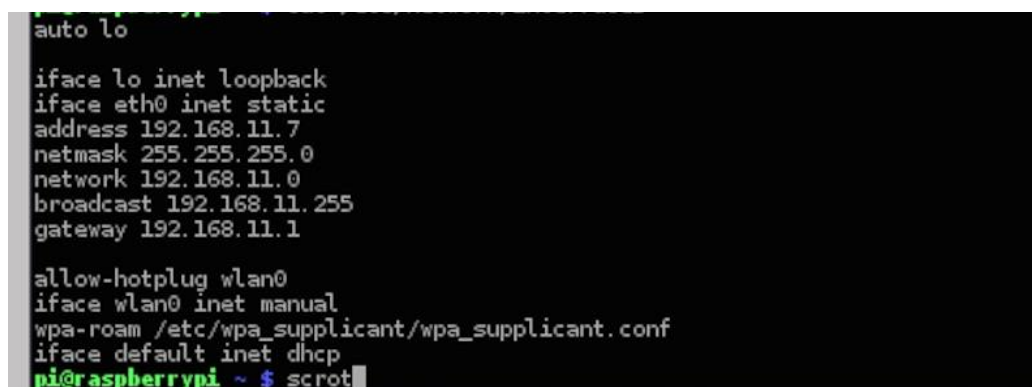 auto lo
iface lo inet loopback
iface eth0 inet static
address 192.168.11.7
netmask 255.255.255.0
network 192.168.11.0
broadcast 192.168.11.255
gateway 192.168.11.1
allow-hotplug wlan0
iface wlan0 inet manual
wpa-roam /etc/wpa_supplicant/wpa_supplicant.conf
iface default inet dhcp
pi@raspberrypi ~ $ scrot